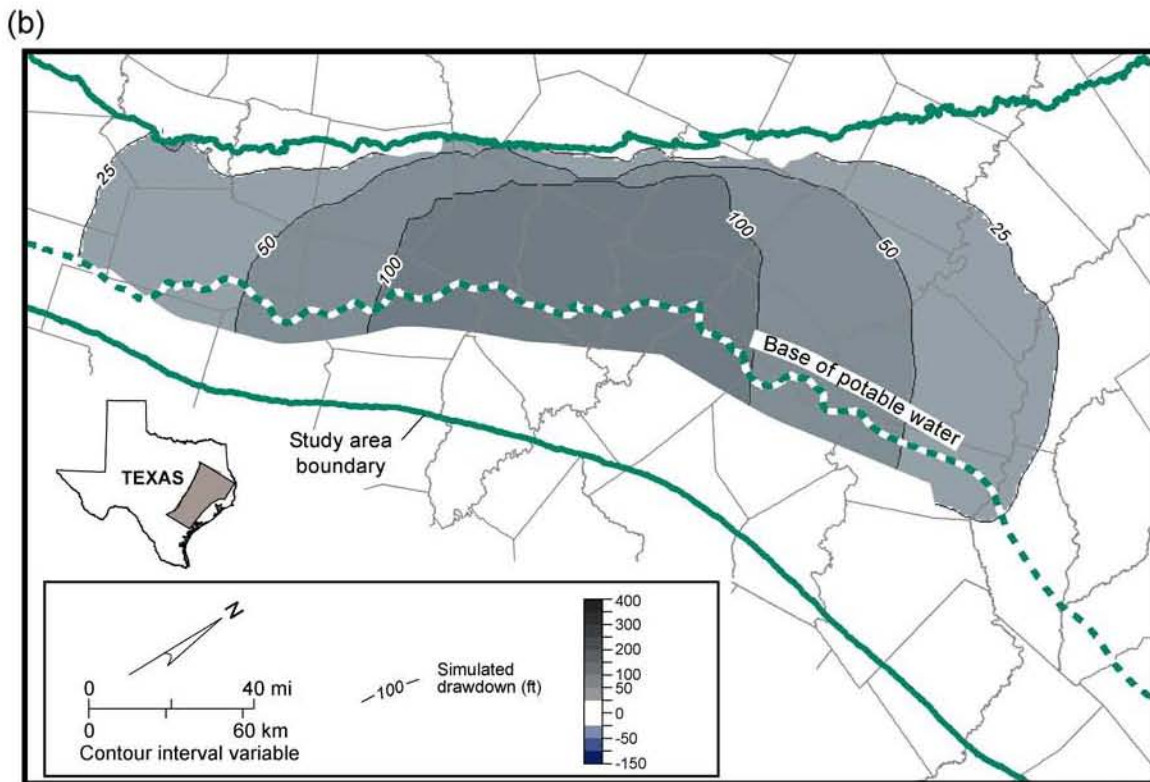 (b)
25
50
100
100
50
25
Base of potable water
Study area
boundary
TEXAS
N
0 40 mi
0 60 km
Contour interval variable
100
Simulated
drawdown (ft)
400
300
200
100
50
0
-50
-150